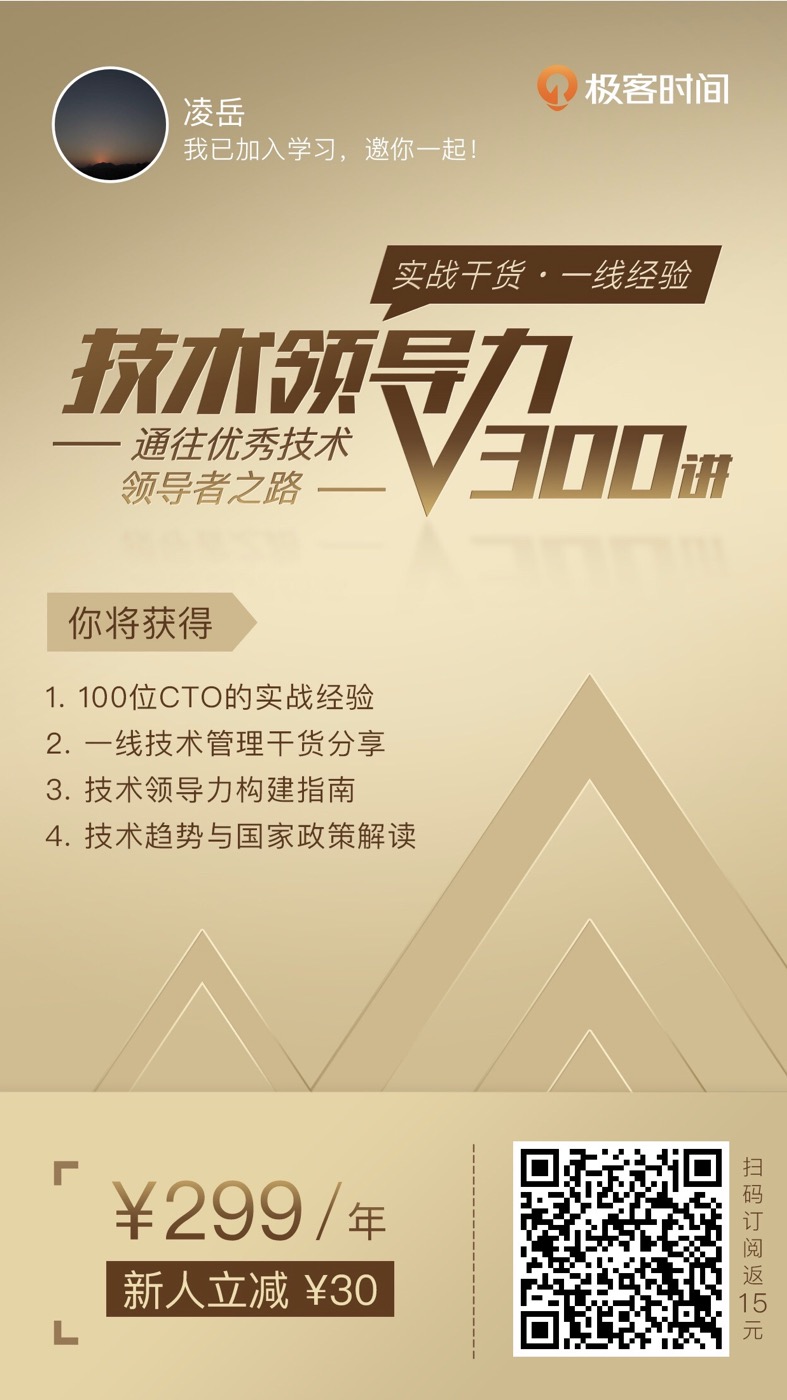 凌岳
我已加入学习，邀你一起！
极客时间
实战干货·一线经验
技术领导力
300讲
通往优秀技术
领导者之路
你将获得
1. 100位CTO的实战经验
2. 一线技术管理干货分享
3. 技术领导力构建指南
4. 技术趋势与国家政策解读
¥299/年
新人立减 ¥30
扫码订阅返15元